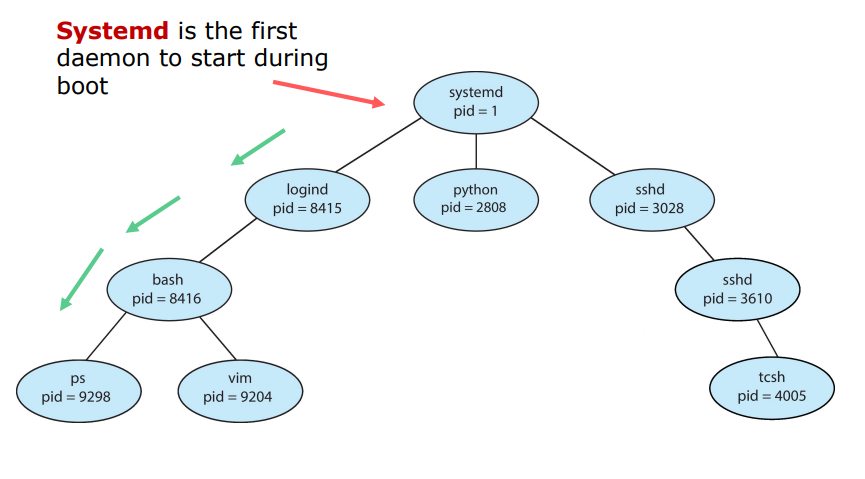 Systemd is the first
daemon to start during
boot
systemd
pid = 1
logind
pid = 8415
python
pid = 2808
sshd
pid = 3028
bash
pid = 8416
sshd
pid = 3610
ps
pid = 9298
vim
pid = 9204
tcsh
pid = 4005